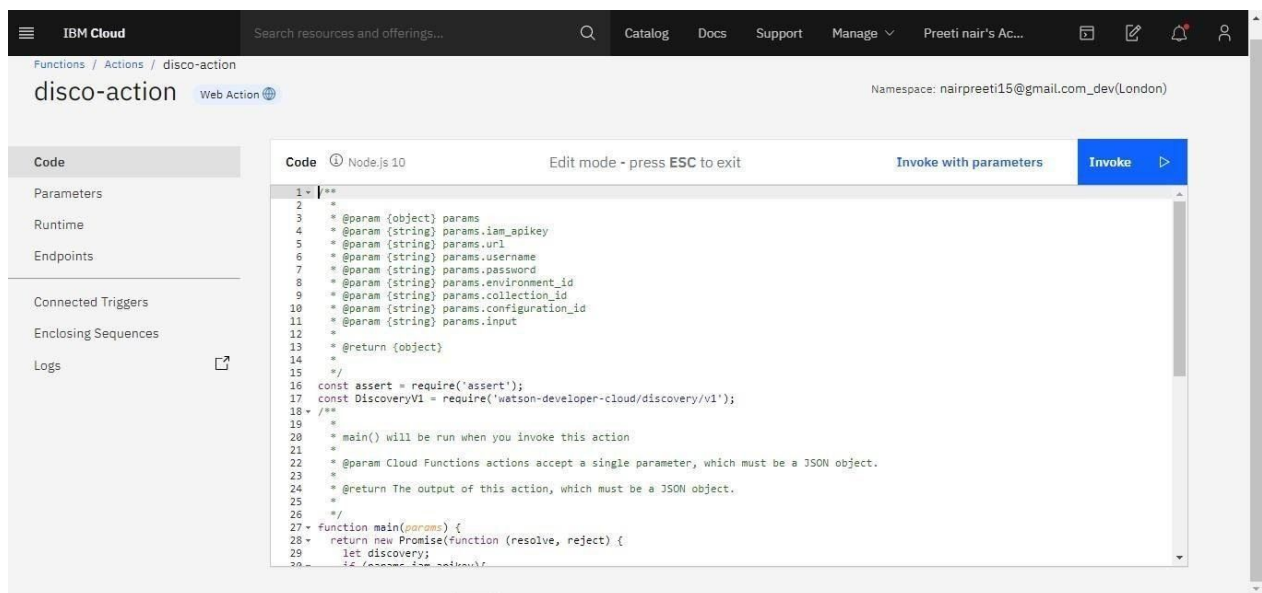 IBM Cloud Search resources and offerings... Catalog Docs Support Manage Preeti nair's Ac...
Functions / Actions / disco-action
disco-action Web Action Namespace: nairpreeti15@gmail.com_dev(London)
Code
Parameters
Runtime
Endpoints
Connected Triggers
Enclosing Sequences
Logs
Code Node.js 10 Edit mode - press ESC to exit Invoke with parameters Invoke
1 /**
2 *
3 * @param {object} params
4 * @param {string} params.iam_apikey
5 * @param {string} params.url
6 * @param {string} params.username
7 * @param {string} params.password
8 * @param {string} params.environment_id
9 * @param {string} params.collection_id
10 * @param {string} params.configuration_id
11 * @param {string} params.input
12 *
13 * @return {object}
14 *
15 */
16 const assert = require('assert');
17 const DiscoveryV1 = require('watson-developer-cloud/discovery/v1');
18 /**
19 *
20 * main() will be run when you invoke this action
21 *
22 * @param Cloud Functions actions accept a single parameter, which must be a JSON object.
23 *
24 * @return The output of this action, which must be a JSON object.
25 *
26 */
27 function main(params) {
28 return new Promise(function (resolve, reject) {
29 let discovery;
30 if (params.iam_apikey){